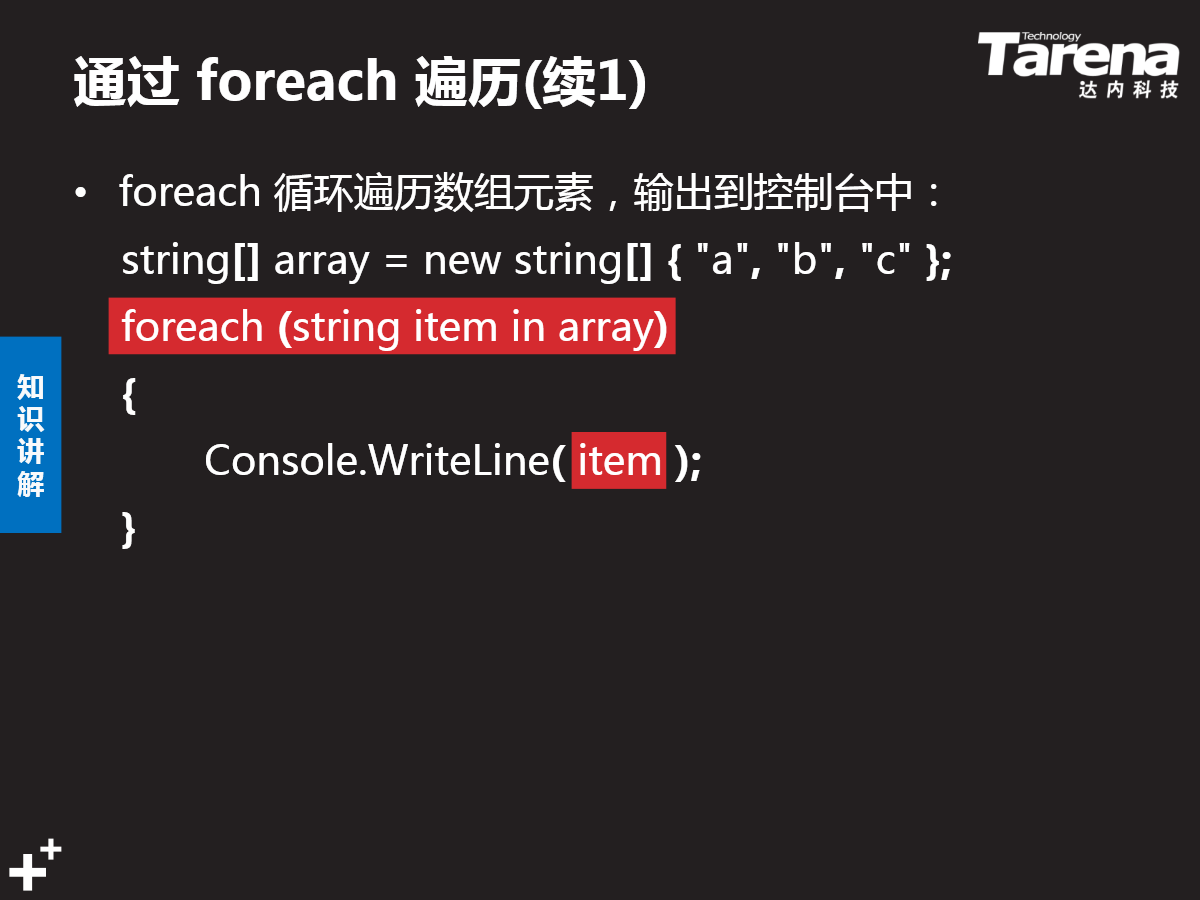 通过 foreach 遍历(续1)
Technology
Tarena
达内科技
• foreach 循环遍历数组元素，输出到控制台中：
string[] array = new string[] { "a", "b", "c" };
foreach (string item in array)
{
Console.WriteLine( item );
}
知识讲解